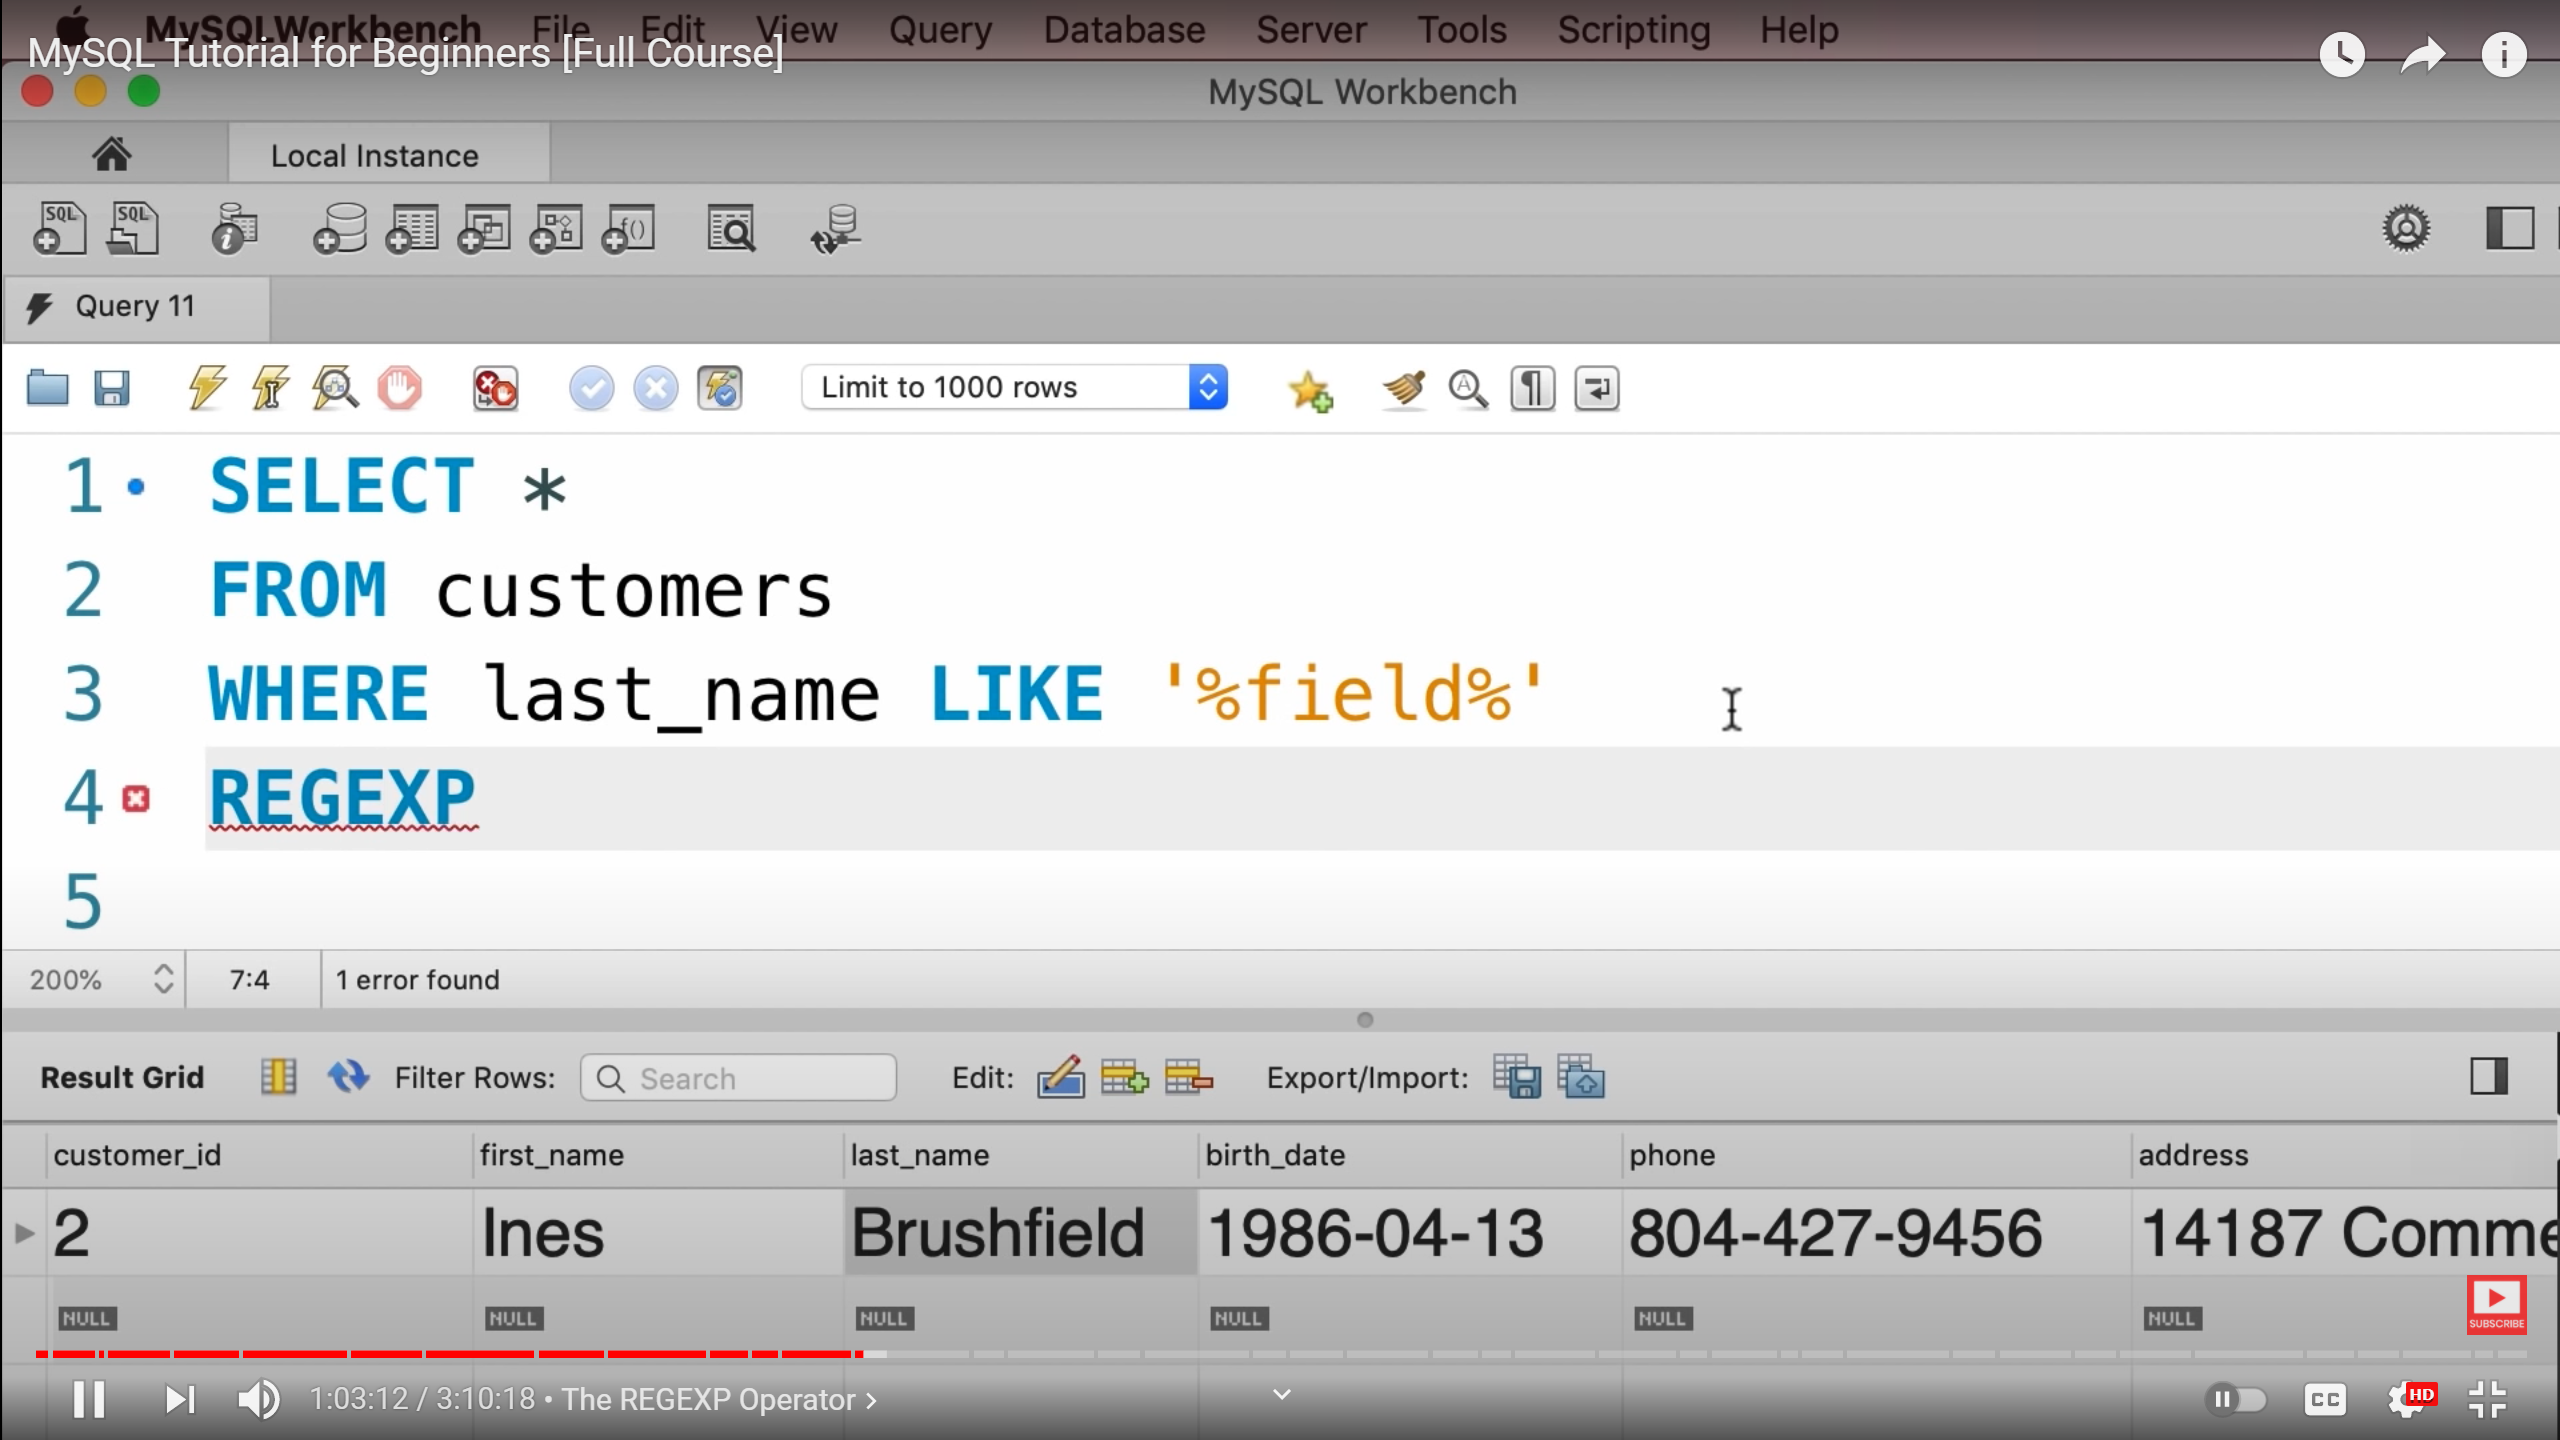 MySQLWorkbench File Edit View Query Database Server Tools Scripting Help
MySQL Tutorial for Beginners [Full Course]
MySQL Workbench
Local Instance
SQL SQL f()
Query 11
Limit to 1000 rows
1 SELECT *
2 FROM customers
3 WHERE last_name LIKE '%field%'
4 REGEXP
5
200% 7:4 1 error found
Result Grid Filter Rows: Search Edit: Export/Import:
customer_id first_name last_name birth_date phone address
2 Ines Brushfield 1986-04-13 804-427-9456 14187 Comme
NULL NULL NULL NULL NULL NULL
SUBSCRIBE
1:03:12 / 3:10:18 • The REGEXP Operator
CC HD